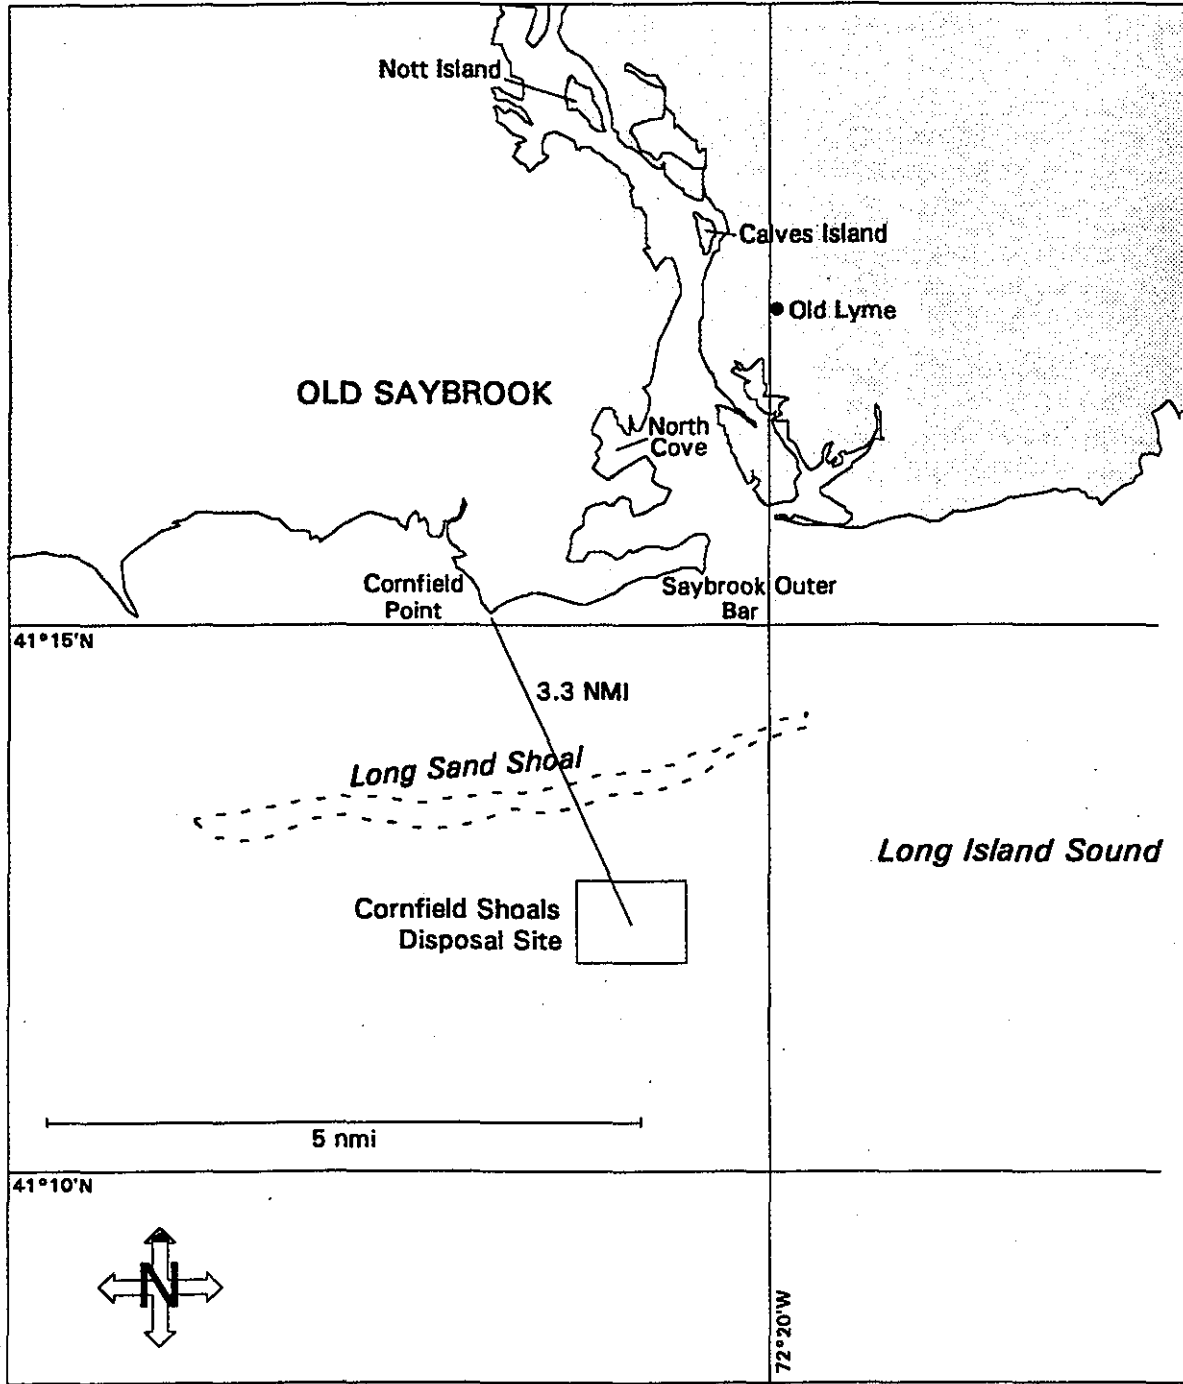 Nott Island
Calves Island
Old Lyme
OLD SAYBROOK
North
Cove
Cornfield
Point
Saybrook Outer
Bar
41°15'N
3.3 NMI
Long Sand Shoal
Long Island Sound
Cornfield Shoals
Disposal Site
5 nmi
41°10'N
N
72°20'W